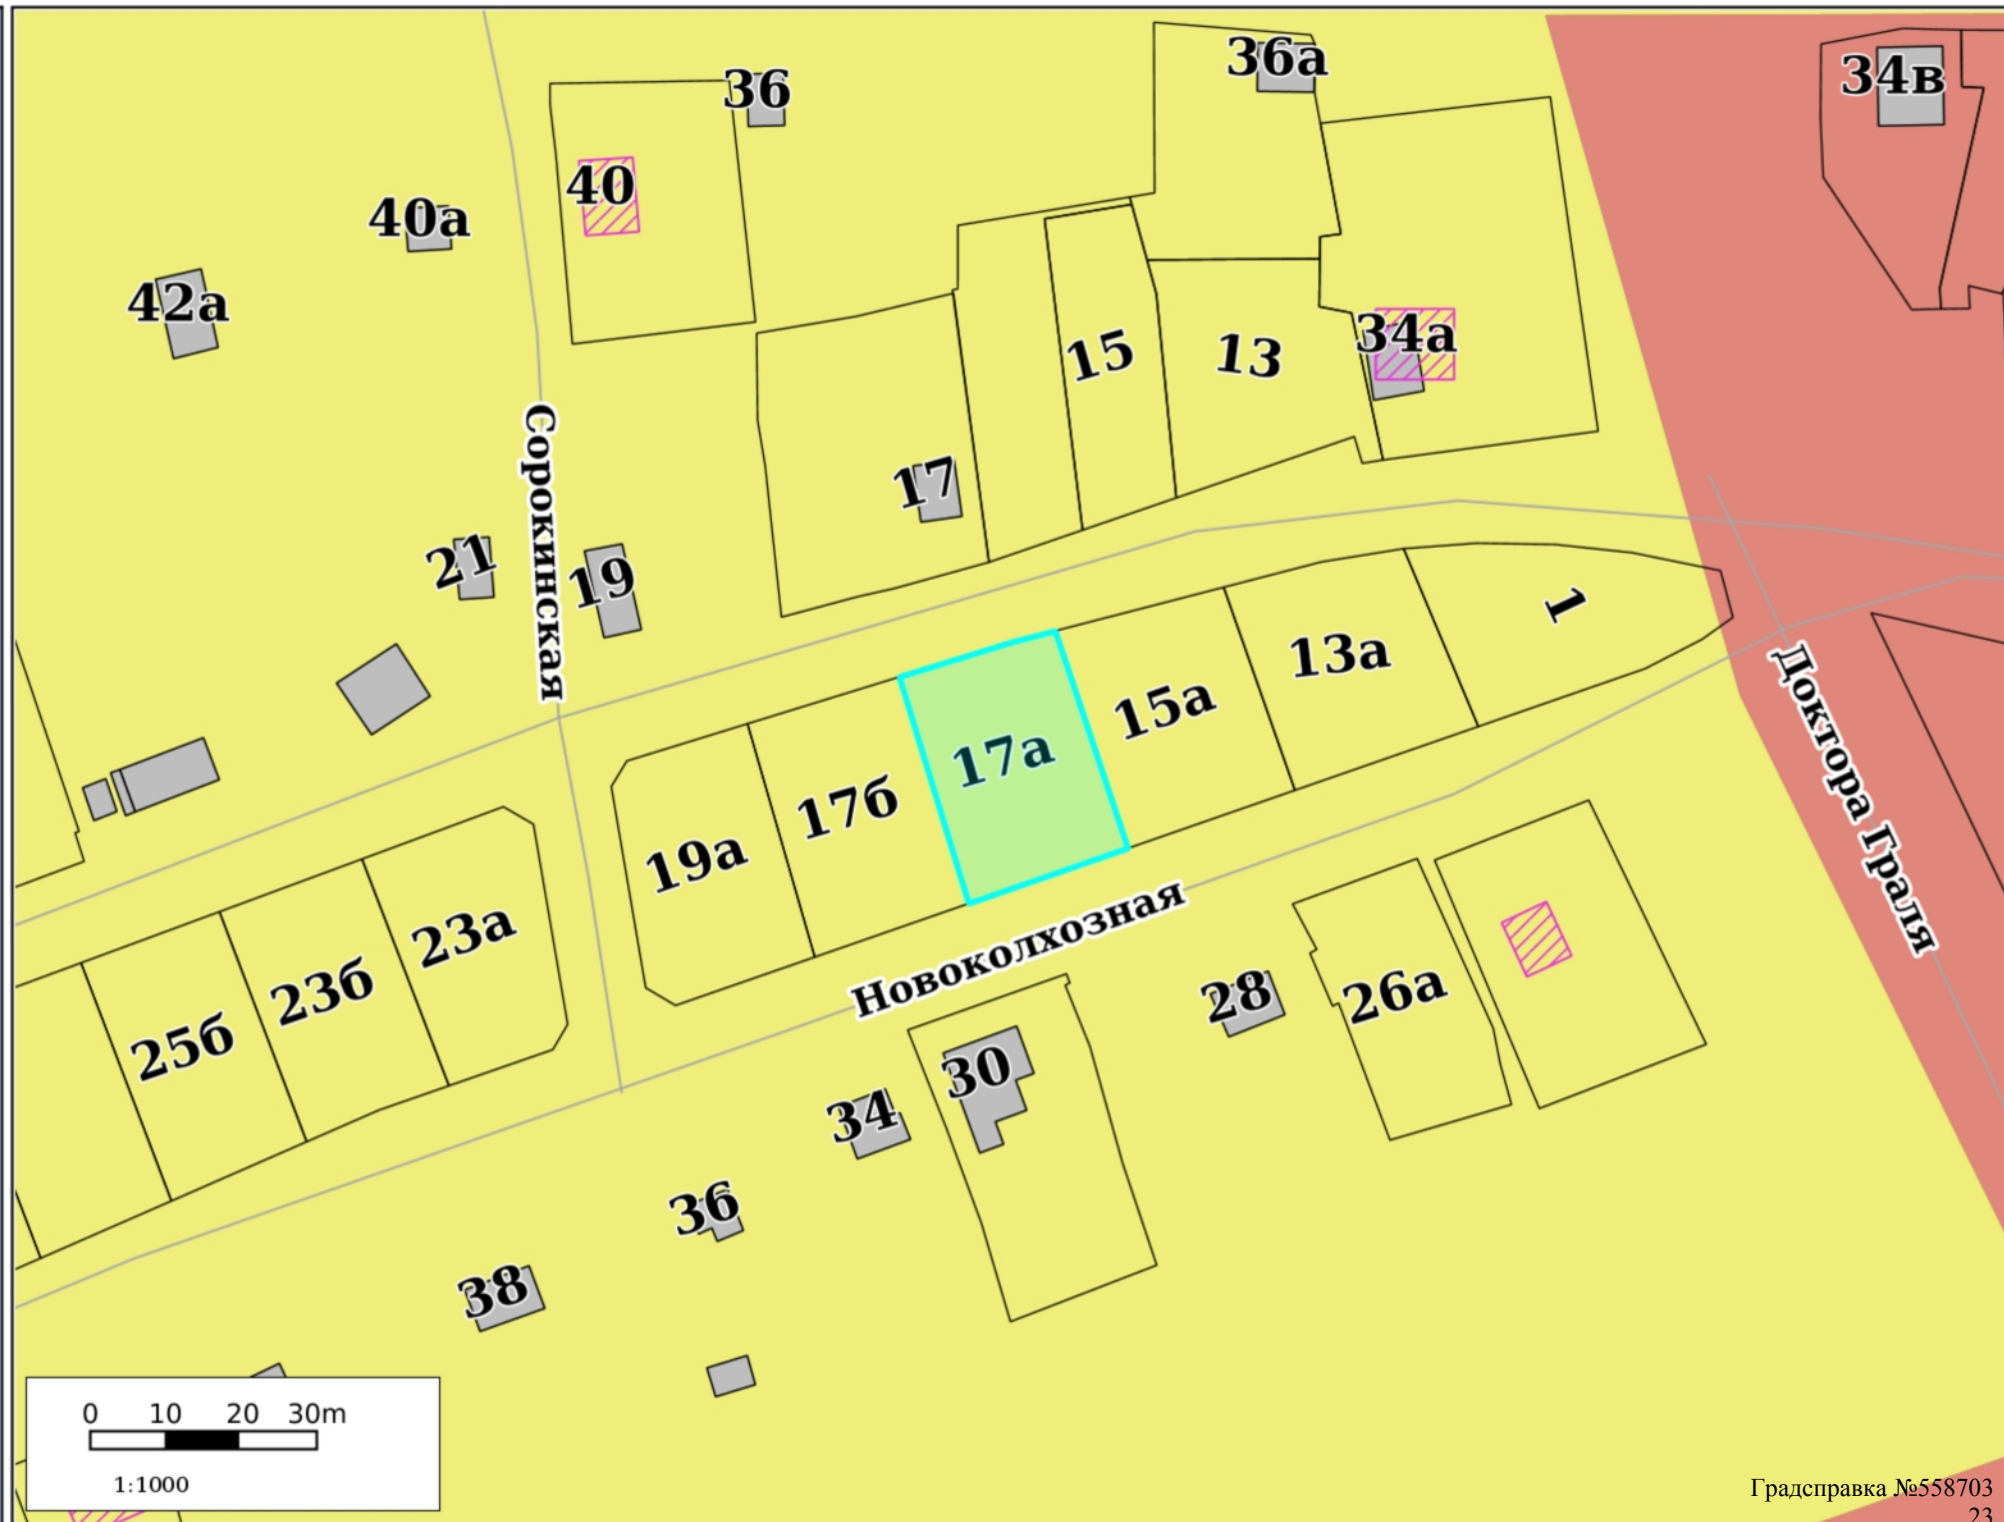 36а
34в
36
40
40а
42а
15
13
34а
17
Сорокинская
21
19
1
13а
15а
17а
17б
19а
Доктора Граля
23а
23б
25б
Новоколхозная
28
26а
30
34
36
38
0 10 20 30m
1:1000
Градсправка №558703
23